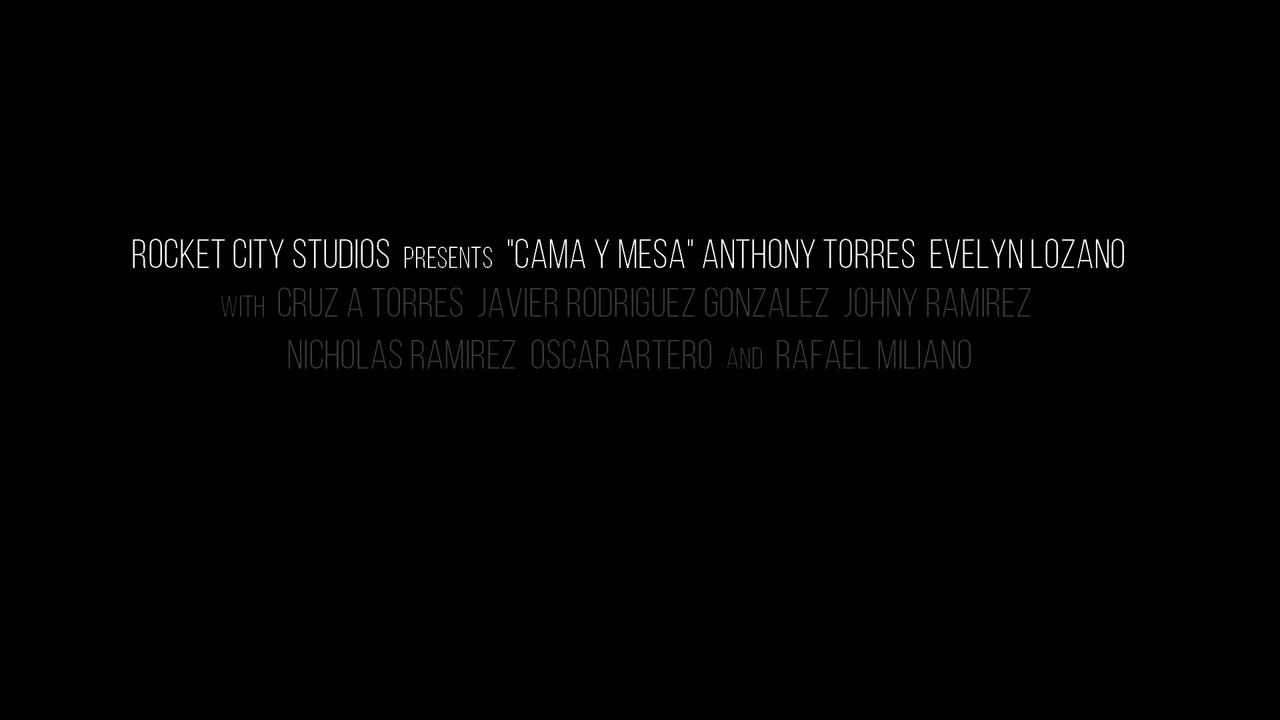 ROCKET CITY STUDIOS PRESENTS "CAMA Y MESA" ANTHONY TORRES EVELYN LOZANO
WITH CRUZ A TORRES JAVIER RODRIGUEZ GONZALEZ JOHNY RAMIREZ
NICHOLAS RAMIREZ OSCAR ARTERO AND RAFAEL MILIANO